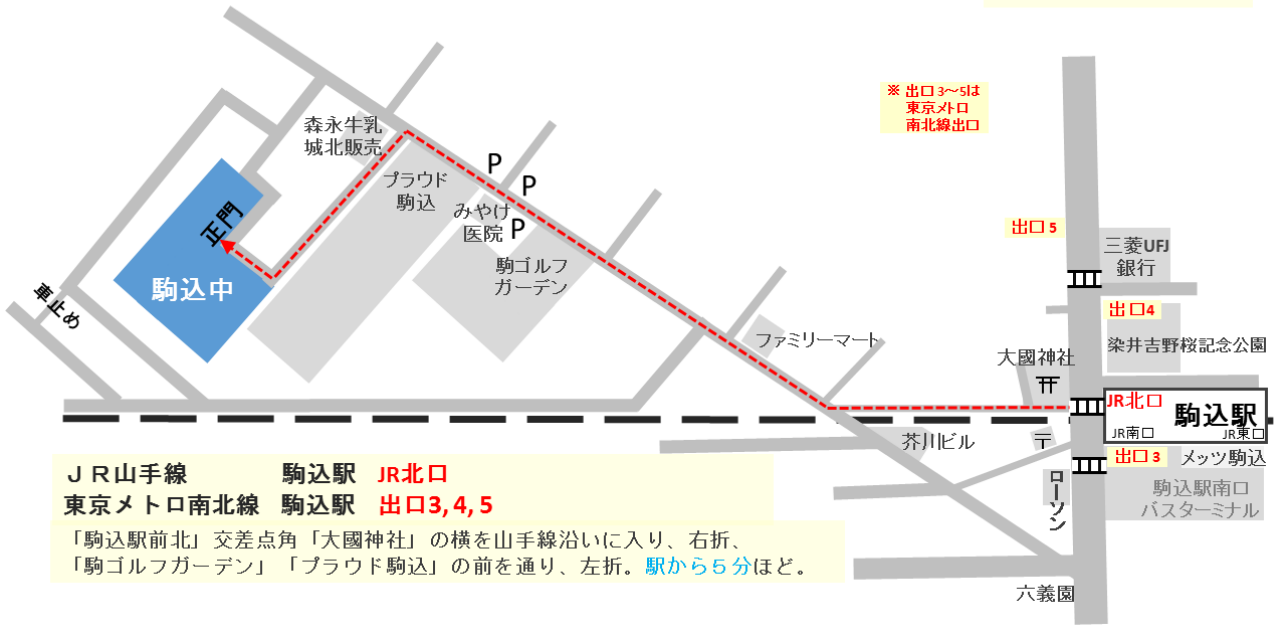 ※ 出口3～5は
東京メトロ
南北線出口
森永牛乳
城北販売
プラウド
駒込
P
P
みやけ
医院
P
駒ゴルフ
ガーデン
正門
駒込中
車止め
出口5
三菱UFJ
銀行
出口4
染井吉野桜記念公園
ファミリーマート
大國神社
JR北口
駒込駅
JR南口
JR東口
芥川ビル
〒
出口3
メッツ駒込
ローソン
駒込駅南口
バスターミナル
六義園
ＪＲ山手線 駒込駅 JR北口
東京メトロ南北線 駒込駅 出口3,4,5
「駒込駅前北」交差点角「大國神社」の横を山手線沿いに入り、右折、
「駒ゴルフガーデン」「プラウド駒込」の前を通り、左折。駅から５分ほど。